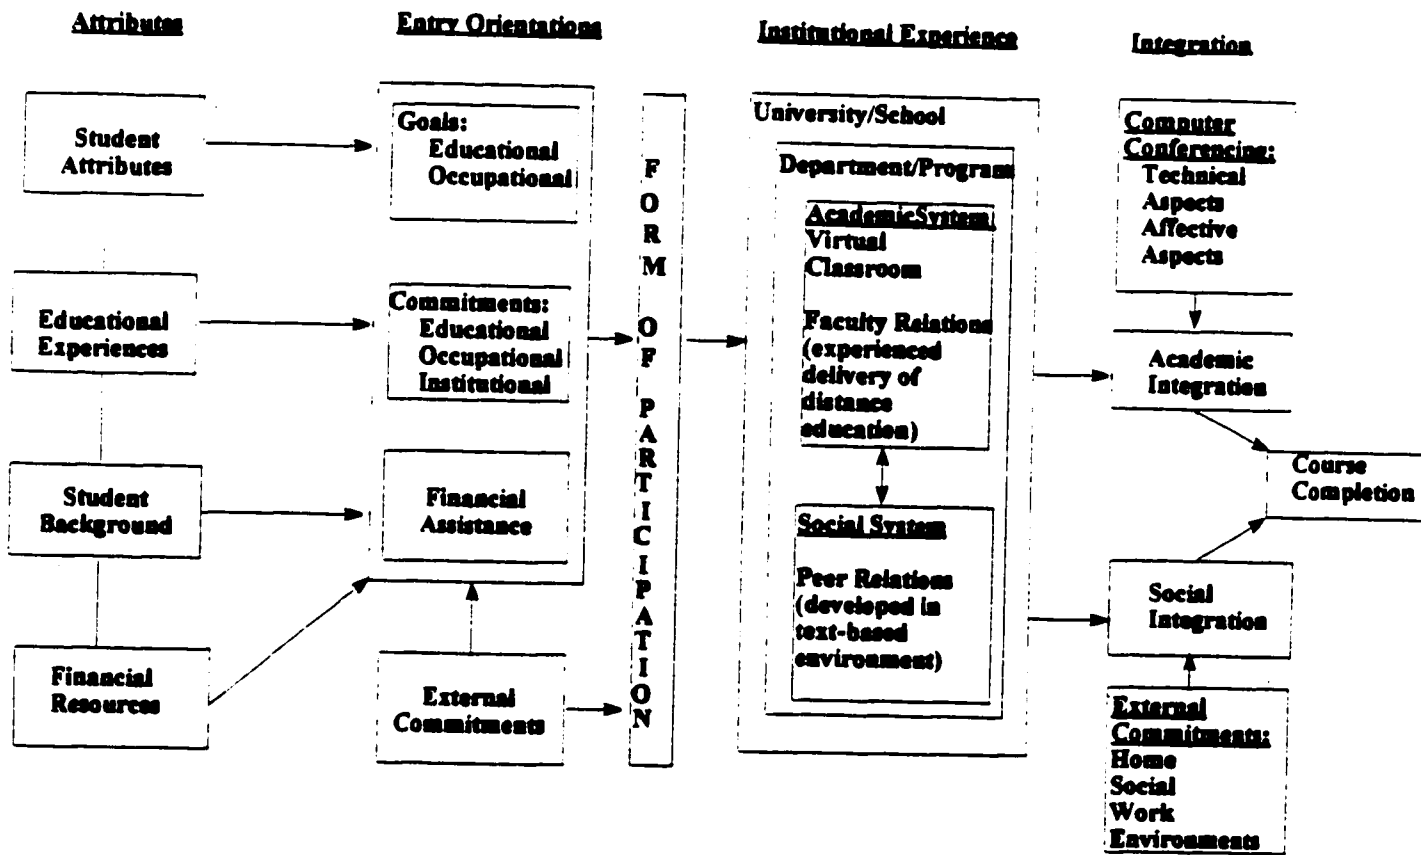 Attributes
Entry Orientations
Institutional Experience
Integration
Student
Attributes
Educational
Experiences
Student
Background
Financial
Resources
Goals:
Educational
Occupational
Commitments:
Educational
Occupational
Institutional
Financial
Assistance
External
Commitments
FORM OF PARTICIPATION
University/School
Department/Program
AcademicSystem:
Virtual
Classroom
Faculty Relations
(experienced
delivery of
distance
education)
Social System
Peer Relations
(developed in
text-based
environment)
Computer
Conferencing:
Technical
Aspects
Affective
Aspects
Academic
Integration
Course
Completion
Social
Integration
External
Commitments:
Home
Social
Work
Environments